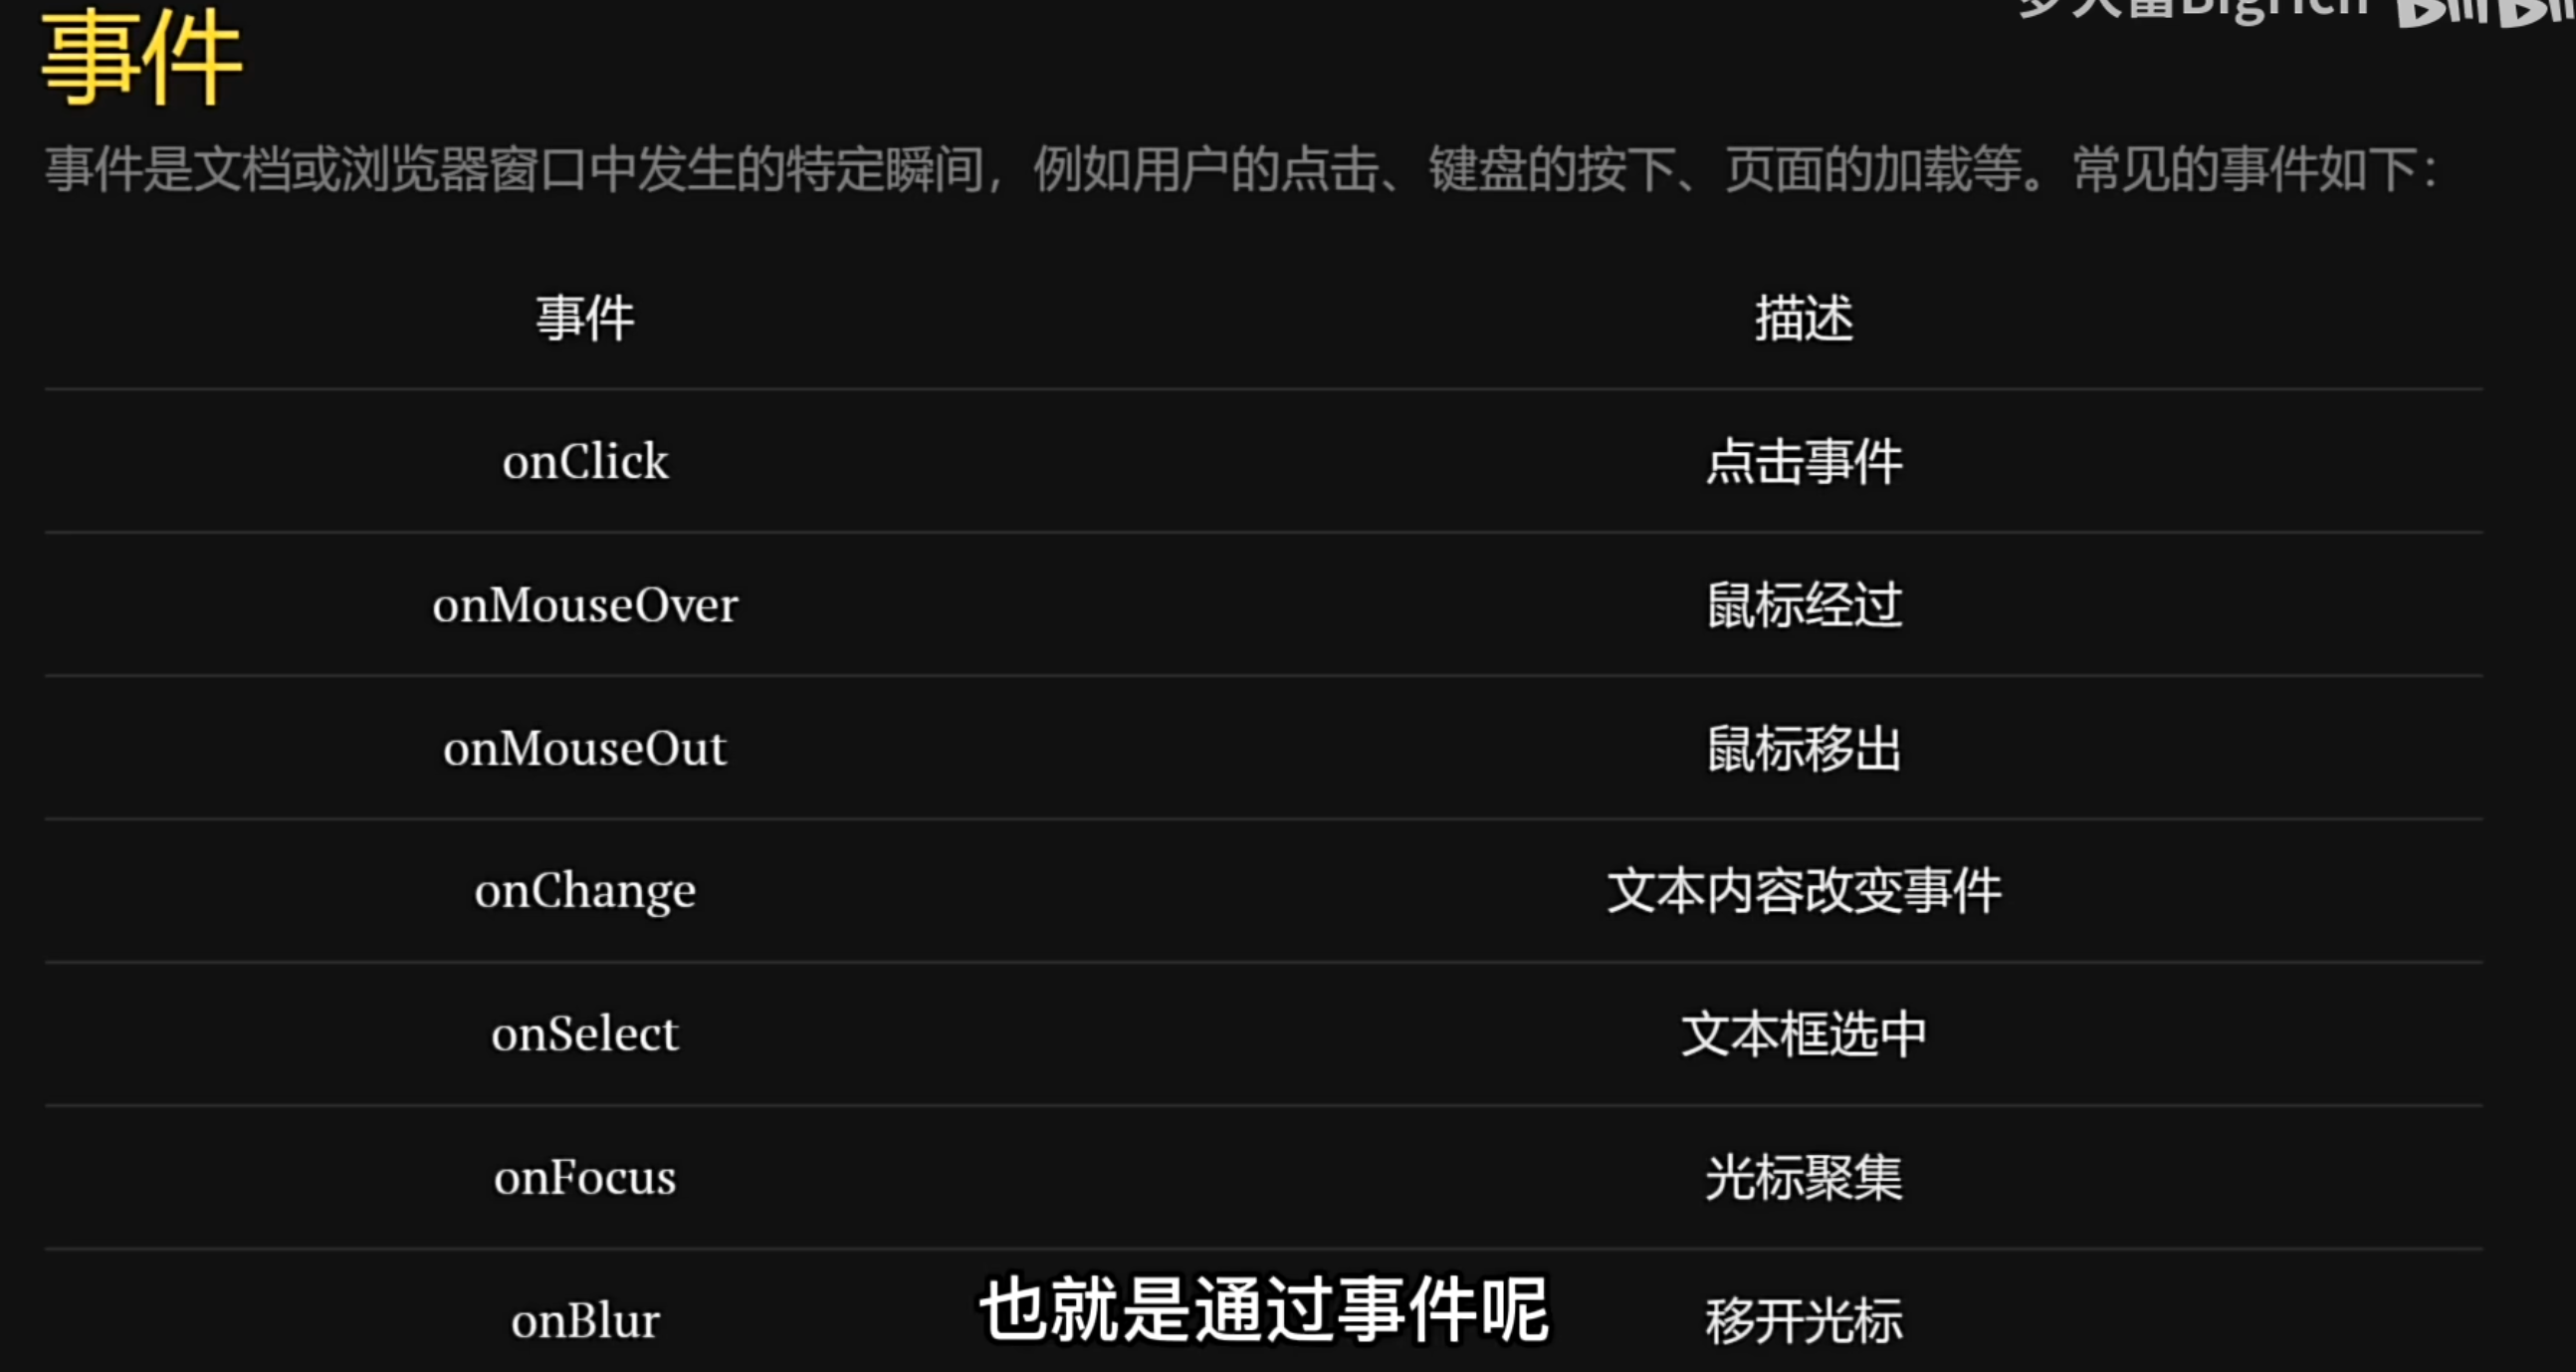 事件
事件是文档或浏览器窗口中发生的特定瞬间，例如用户的点击、键盘的按下、页面的加载等。常见的事件如下：
事件 描述
onClick 点击事件
onMouseOver 鼠标经过
onMouseOut 鼠标移出
onChange 文本内容改变事件
onSelect 文本框选中
onFocus 光标聚集
onBlur 移开光标
也就是通过事件呢